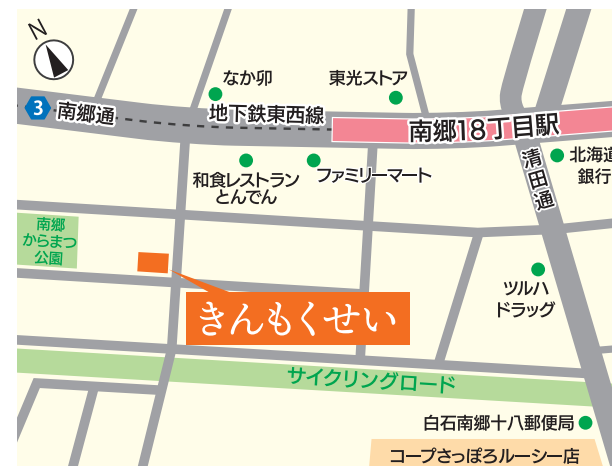 N
なか卯
東光ストア
3
南郷通
地下鉄東西線
南郷18丁目駅
清田通
北海道
銀行
和食レストラン
とんでん
ファミリーマート
南郷
からまつ
公園
ツルハ
ドラッグ
きんもくせい
サイクリングロード
白石南郷十八郵便局
コープさっぽろルーシー店